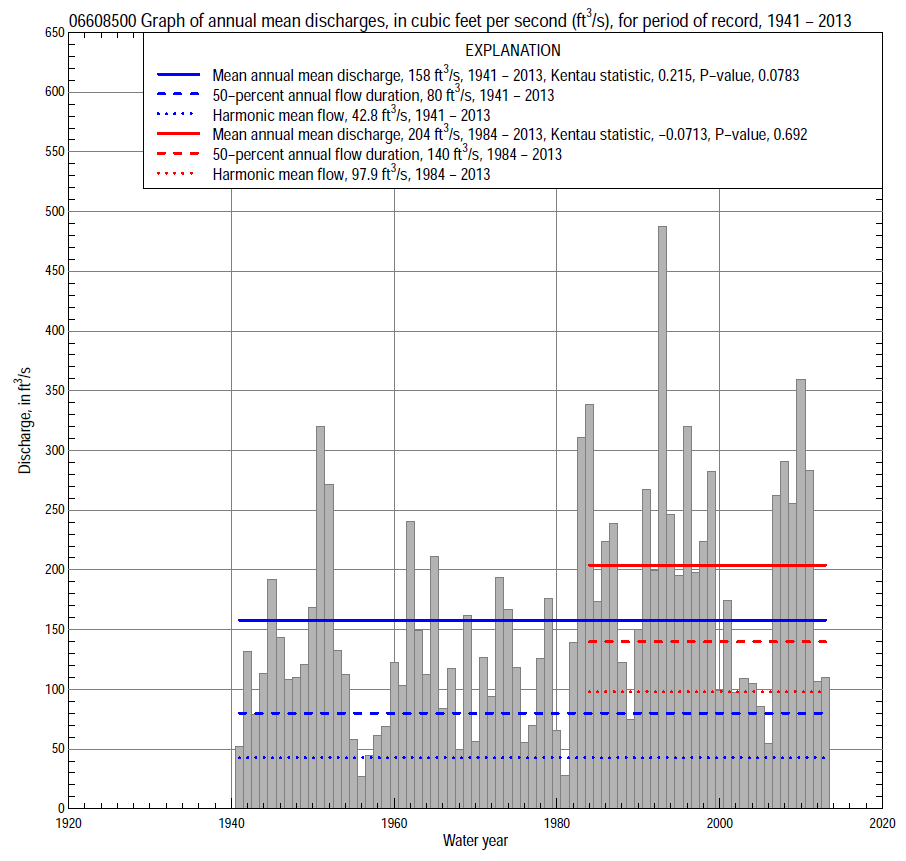 06608500 Graph of annual mean discharges, in cubic feet per second (ft³/s), for period of record, 1941 – 2013
EXPLANATION
Mean annual mean discharge, 158 ft³/s, 1941 – 2013, Kentau statistic, 0.215, P–value, 0.0783
50–percent annual flow duration, 80 ft³/s, 1941 – 2013
Harmonic mean flow, 42.8 ft³/s, 1941 – 2013
Mean annual mean discharge, 204 ft³/s, 1984 – 2013, Kentau statistic, –0.0713, P–value, 0.692
50–percent annual flow duration, 140 ft³/s, 1984 – 2013
Harmonic mean flow, 97.9 ft³/s, 1984 – 2013
650
600
550
500
450
400
350
300
250
200
150
100
50
0
Discharge, in ft³/s
1920 1940 1960 1980 2000 2020
Water year